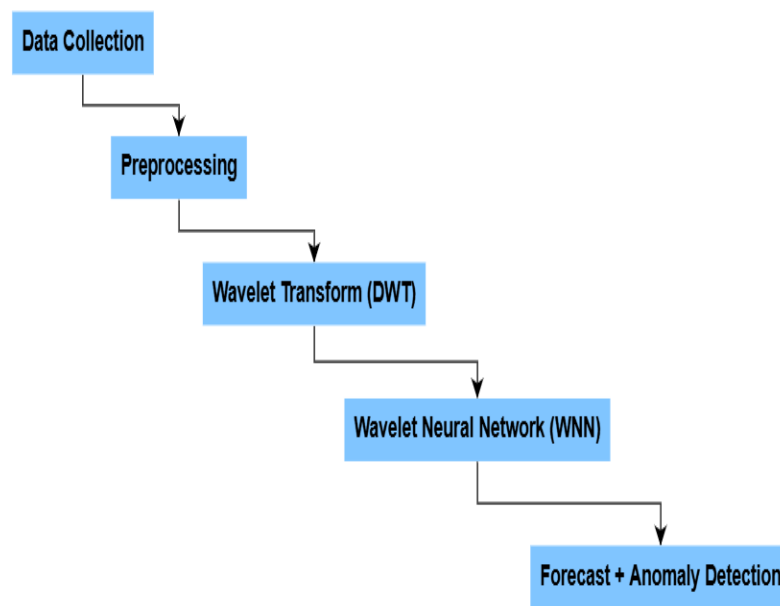 Data Collection
Preprocessing
Wavelet Transform (DWT)
Wavelet Neural Network (WNN)
Forecast + Anomaly Detection